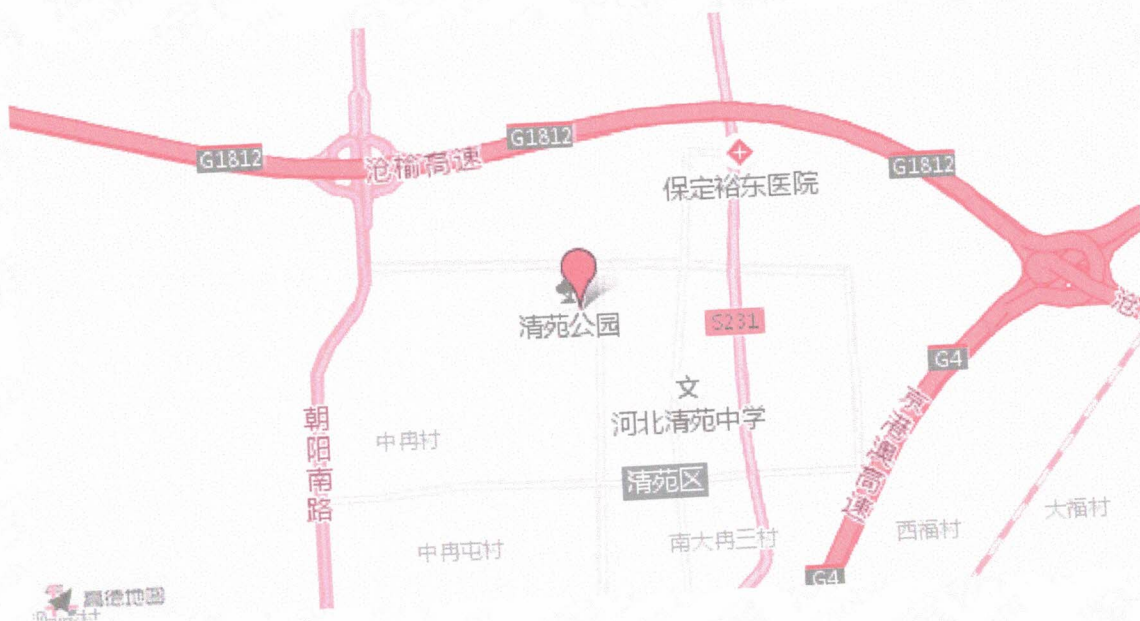 G1812
沧榆高速
G1812
保定裕东医院
G1812
清苑公园
S231
沧
G4
文
河北清苑中学
朝阳南路
中冉村
京港澳高速
清苑区
中冉屯村
南大冉三村
西福村
大福村
G4
高德地图